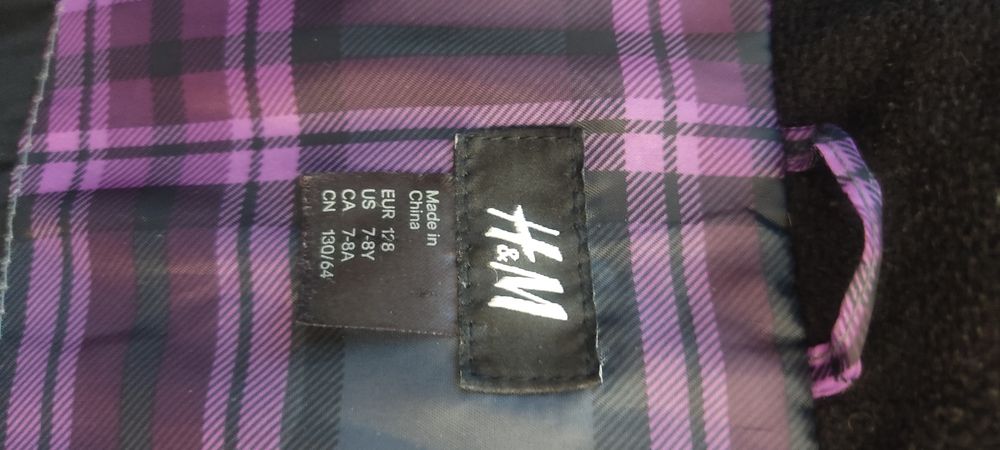 H&M
Made in
China
EUR 128
US 7-8Y
CA 7-8A
CN 130/64